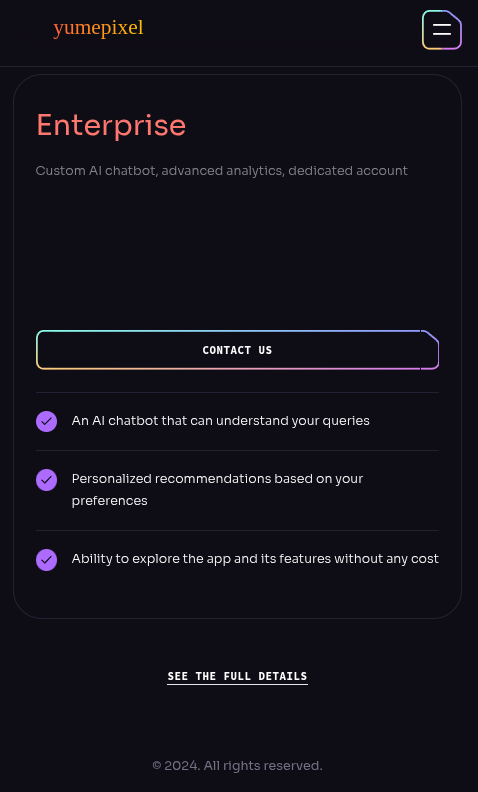 yumepixel
Enterprise
Custom AI chatbot, advanced analytics, dedicated account
CONTACT US
An AI chatbot that can understand your queries
Personalized recommendations based on your
preferences
Ability to explore the app and its features without any cost
SEE THE FULL DETAILS
© 2024. All rights reserved.